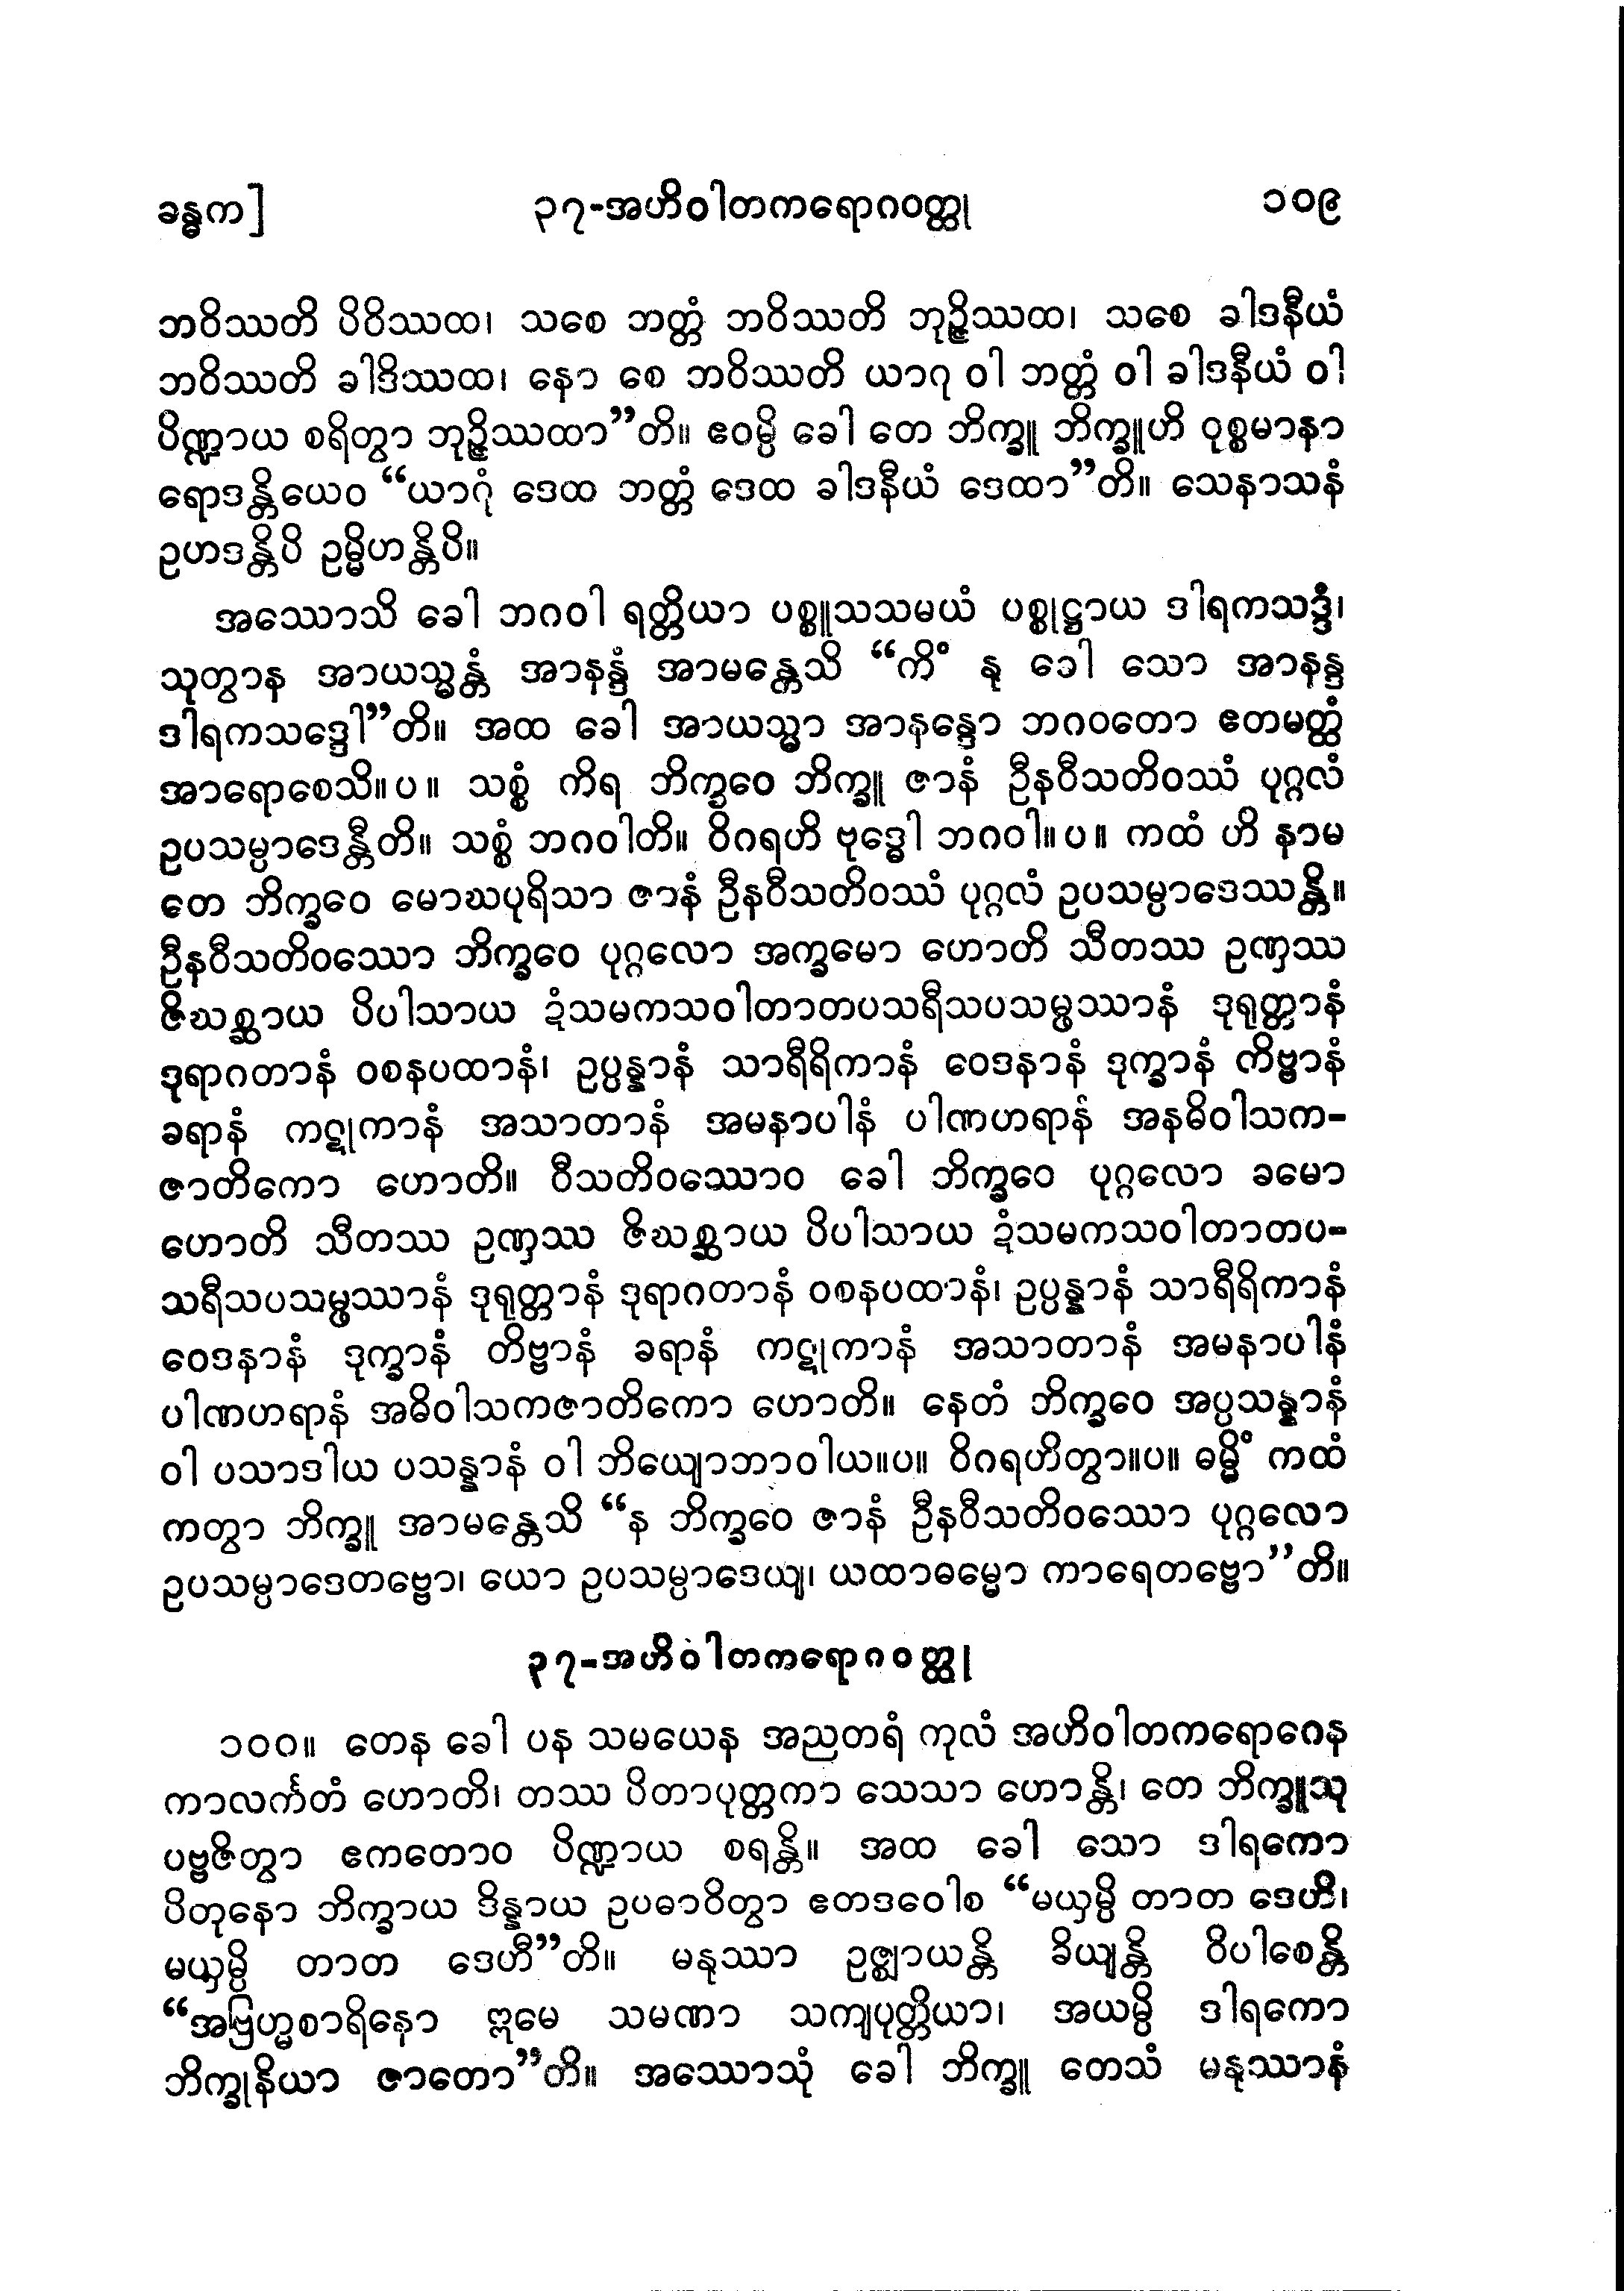 ခန္ဓက] ၃၇-အဟိဝါတကရောဂဝတ္ထု ၁၀၉
ဘဝိဿတိ ပိဝိဿထ၊ သစေ ဘတ္တံ ဘဝိဿတိ ဘုဉ္ဇိဿထ၊ သစေ ခါဒနီယံ
ဘဝိဿတိ ခါဒိဿထ၊ နော စေ ဘဝိဿတိ ယာဂု ဝါ ဘတ္တံ ဝါ ခါဒနီယံ ဝါ
ပိဏ္ဍာယ စရိတွာ ဘုဉ္ဇိဿထာ”တိ။ ဧဝမ္ပိ ခေါ တေ ဘိက္ခူ ဘိက္ခူဟိ ဝုစ္စမာနာ
ရောဒန္တိယေဝ “ယာဂုံ ဒေထ ဘတ္တံ ဒေထ ခါဒနီယံ ဒေထာ”တိ။ သေနာသနံ
ဥဟဒန္တိပိ ဥမ္မိဟန္တိပိ။
အဿောသိ ခေါ ဘဂဝါ ရတ္တိယာ ပစ္စူသသမယံ ပစ္စုဋ္ဌာယ ဒါရကသဒ္ဒံ၊
သုတွာန အာယသ္မန္တံ အာနန္ဒံ အာမန္တေသိ “ကိံ နု ခေါ သော အာနန္ဒ
ဒါရကသဒ္ဒေါ”တိ။ အထ ခေါ အာယသ္မာ အာနန္ဒော ဘဂဝတော ဧတမတ္ထံ
အာရောစေသိ။ပ။ သစ္စံ ကိရ ဘိက္ခဝေ ဘိက္ခူ ဇာနံ ဦနဝီသတိဝဿံ ပုဂ္ဂလံ
ဥပသမ္ပာဒေန္တီတိ။ သစ္စံ ဘဂဝါတိ။ ဝိဂရဟိ ဗုဒ္ဓေါ ဘဂဝါ။ပ။ ကထံ ဟိ နာမ
တေ ဘိက္ခဝေ မောဃပုရိသာ ဇာနံ ဦနဝီသတိဝဿံ ပုဂ္ဂလံ ဥပသမ္ပာဒေဿန္တိ။
ဦနဝီသတိဝဿော ဘိက္ခဝေ ပုဂ္ဂလော အက္ခမော ဟောတိ သီတဿ ဥဏှဿ
ဇိဃစ္ဆာယ ပိပါသာယ ဍံသမကသဝါတာတပသရီသပသမ္ဖဿာနံ ဒုရုတ္တာနံ
ဒုရာဂတာနံ ဝစနပထာနံ၊ ဥပ္ပန္နာနံ သာရီရိကာနံ ဝေဒနာနံ ဒုက္ခာနံ တိဗ္ဗာနံ
ခရာနံ ကဋုကာနံ အသာတာနံ အမနာပါနံ ပါဏဟရာနံ အနဓိဝါသက-
ဇာတိကော ဟောတိ။ ဝီသတိဝဿောဝ ခေါ ဘိက္ခဝေ ပုဂ္ဂလော ခမော
ဟောတိ သီတဿ ဥဏှဿ ဇိဃစ္ဆာယ ပိပါသာယ ဍံသမကသဝါတာတပ-
သရီသပသမ္ဖဿာနံ ဒုရုတ္တာနံ ဒုရာဂတာနံ ဝစနပထာနံ၊ ဥပ္ပန္နာနံ သာရီရိကာနံ
ဝေဒနာနံ ဒုက္ခာနံ တိဗ္ဗာနံ ခရာနံ ကဋုကာနံ အသာတာနံ အမနာပါနံ
ပါဏဟရာနံ အဓိဝါသကဇာတိကော ဟောတိ။ နေတံ ဘိက္ခဝေ အပ္ပသန္နာနံ
ဝါ ပသာဒါယ ပသန္နာနံ ဝါ ဘိယျောဘာဝါယ။ပ။ ဝိဂရဟိတွာ။ပ။ ဓမ္မိံ ကထံ
ကတွာ ဘိက္ခူ အာမန္တေသိ “န ဘိက္ခဝေ ဇာနံ ဦနဝီသတိဝဿော ပုဂ္ဂလော
ဥပသမ္ပာဒေတဗ္ဗော၊ ယော ဥပသမ္ပာဒေယျ၊ ယထာဓမ္မော ကာရေတဗ္ဗော”တိ။
၃၇-အဟိဝါတကရောဂဝတ္ထု
၁၀၀။ တေန ခေါ ပန သမယေန အညတရံ ကုလံ အဟိဝါတကရောဂေန
ကာလင်္ကတံ ဟောတိ၊ တဿ ပိတာပုတ္တကာ သေသာ ဟောန္တိ၊ တေ ဘိက္ခူသု
ပဗ္ဗဇိတွာ ဧကတောဝ ပိဏ္ဍာယ စရန္တိ။ အထ ခေါ သော ဒါရကော
ပိတုနော ဘိက္ခာယ ဒိန္နာယ ဥပဓာဝိတွာ ဧတဒဝေါစ “မယှမ္ပိ တာတ ဒေဟိ၊
မယှမ္ပိ တာတ ဒေဟီ”တိ။ မနုဿာ ဥဇ္ဈာယန္တိ ခိယျန္တိ ဝိပါစေန္တိ
“အဗြဟ္မစာရိနော ဣမေ သမဏာ သကျပုတ္တိယာ၊ အယမ္ပိ ဒါရကော
ဘိက္ခုနိယာ ဇာတော”တိ။ အဿောသုံ ခေါ ဘိက္ခူ တေသံ မနုဿာနံ